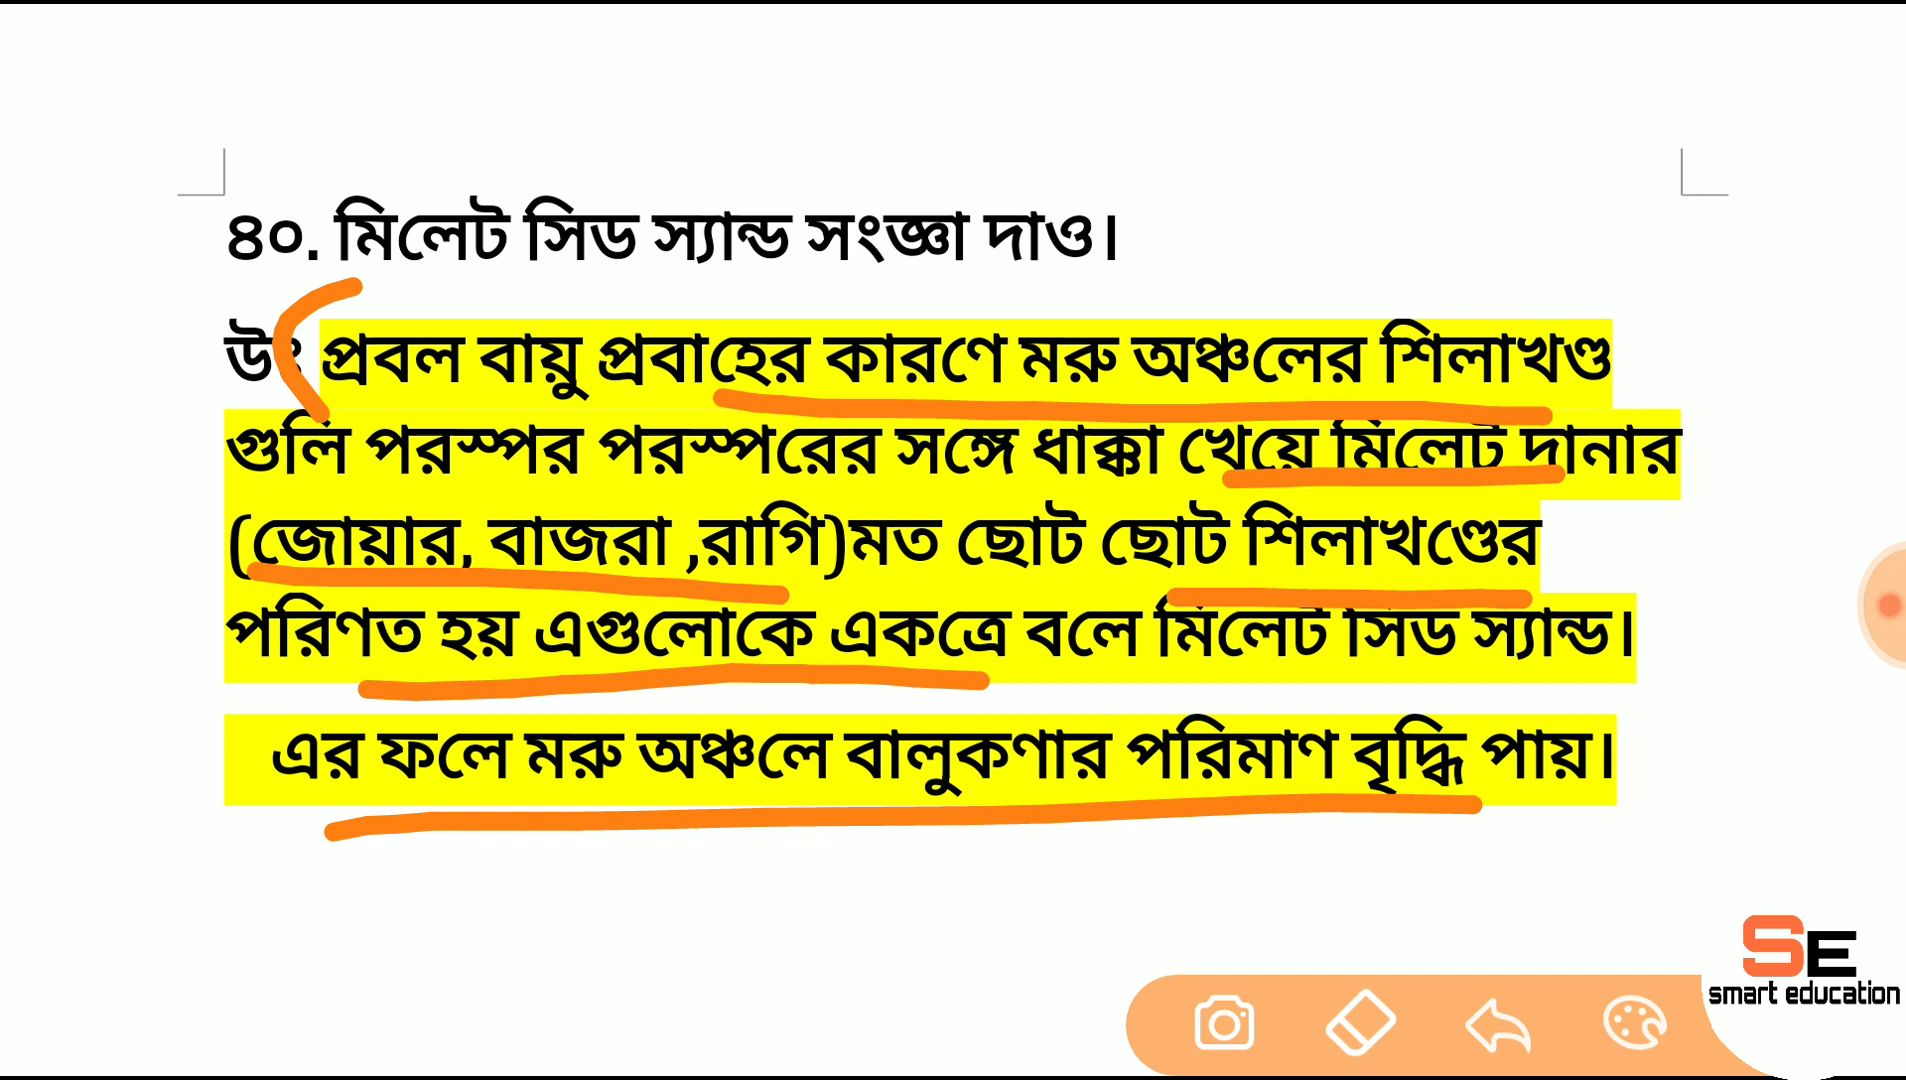 ৪০. মিলেট সিড স্যান্ড সংজ্ঞা দাও।
উঃ প্রবল বায়ু প্রবাহের কারণে মরু অঞ্চলের শিলাখণ্ড
গুলি পরস্পর পরস্পরের সঙ্গে ধাক্কা খেয়ে মিলেট দানার
(জোয়ার, বাজরা ,রাগি)মত ছোট ছোট শিলাখণ্ডের
পরিণত হয় এগুলোকে একত্রে বলে মিলেট সিড স্যান্ড।
এর ফলে মরু অঞ্চলে বালুকণার পরিমাণ বৃদ্ধি পায়।
SE
smart education